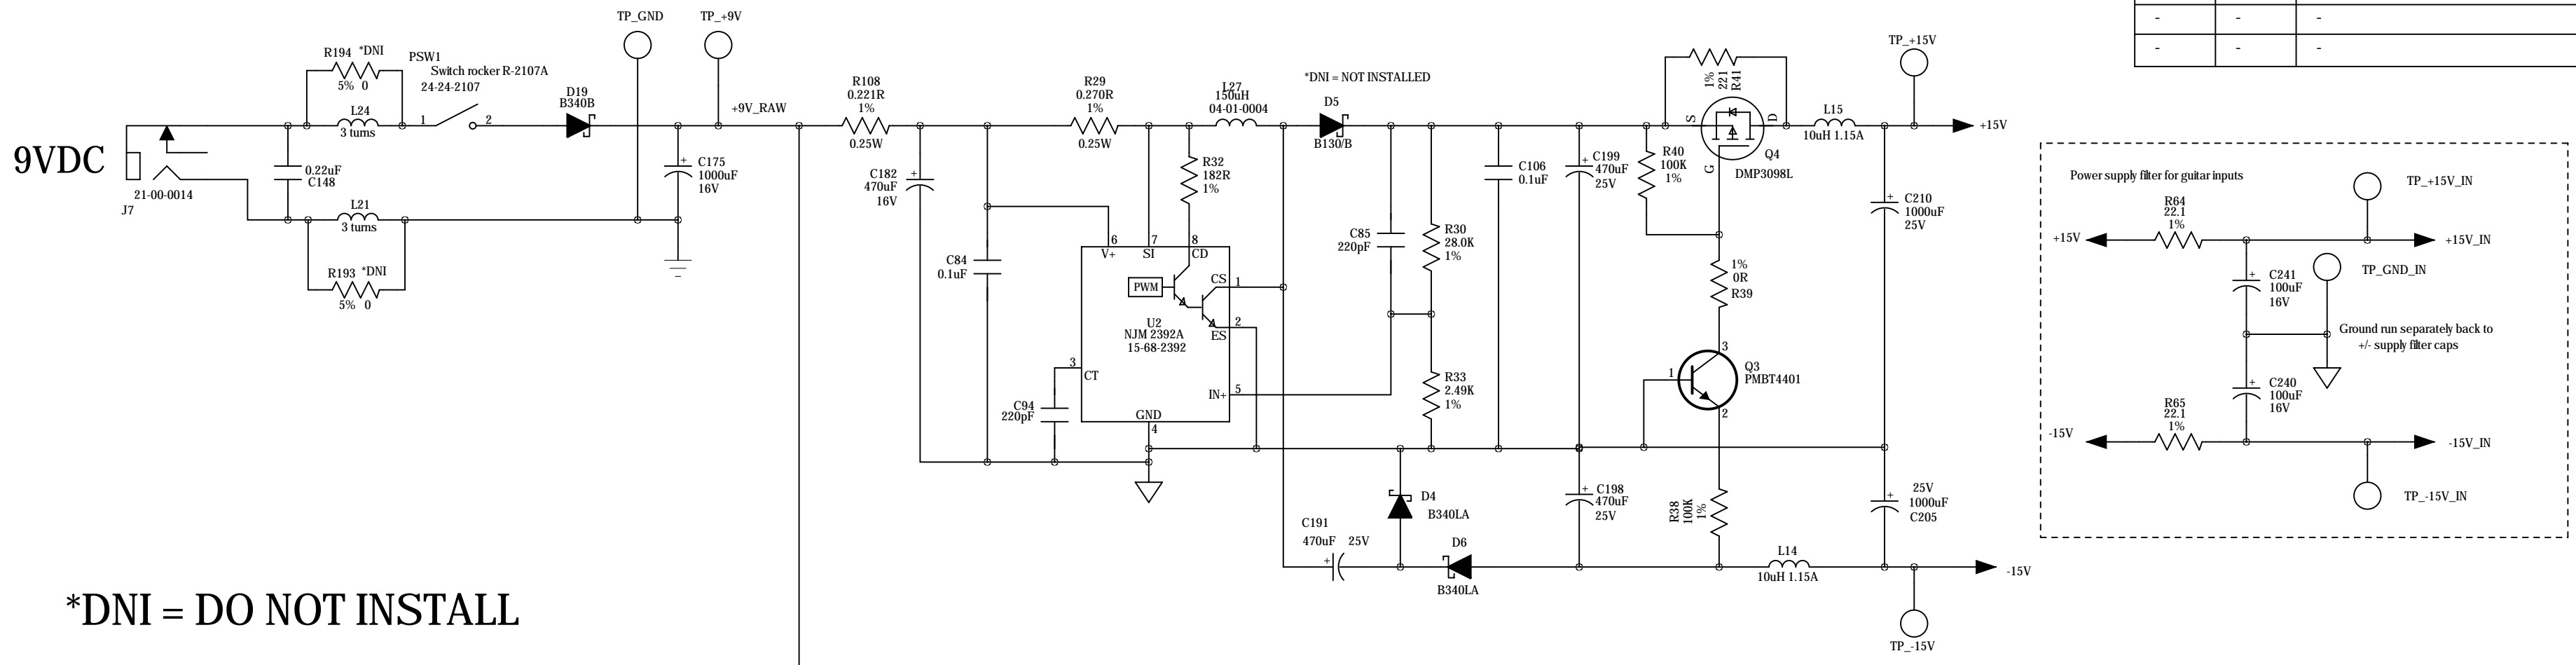 9VDC
J7
21-00-0014
0.22uF
C148
R194 *DNI
5% 0
L24
3 turns
L21
3 turns
R193 *DNI
5% 0
PSW1
Switch rocker R-2107A
24-24-2107
1
2
D19
B340B
TP_GND
TP_+9V
+9V_RAW
C175
1000uF
16V
R108
0.221R
1%
0.25W
C182
470uF
16V
C84
0.1uF
R29
0.270R
1%
0.25W
R32
182R
1%
L27
150uH
04-01-0004
6
7
8
V+
SI
CD
PWM
CS
1
2
ES
U2
NJM 2392A
15-68-2392
3
CT
IN+
5
GND
4
C94
220pF
*DNI = NOT INSTALLED
D5
B130/B
C85
220pF
R30
28.0K
1%
R33
2.49K
1%
C106
0.1uF
C199
470uF
25V
R40
100K
1%
1%
221
R41
S
D
G
Q4
DMP3098L
1%
0R
R39
3
1
2
Q3
PMBT4401
L15
10uH 1.15A
TP_+15V
+15V
C210
1000uF
25V
D4
B340LA
C191
470uF 25V
D6
B340LA
C198
470uF
25V
R38
100K
1%
L14
10uH 1.15A
25V
1000uF
C205
-15V
TP_-15V
Power supply filter for guitar inputs
R64
22.1
1%
+15V
TP_+15V_IN
+15V_IN
C241
100uF
16V
TP_GND_IN
Ground run separately back to
+/- supply filter caps
C240
100uF
16V
R65
22.1
1%
-15V
-15V_IN
TP_-15V_IN
- - -
- - -
*DNI = DO NOT INSTALL